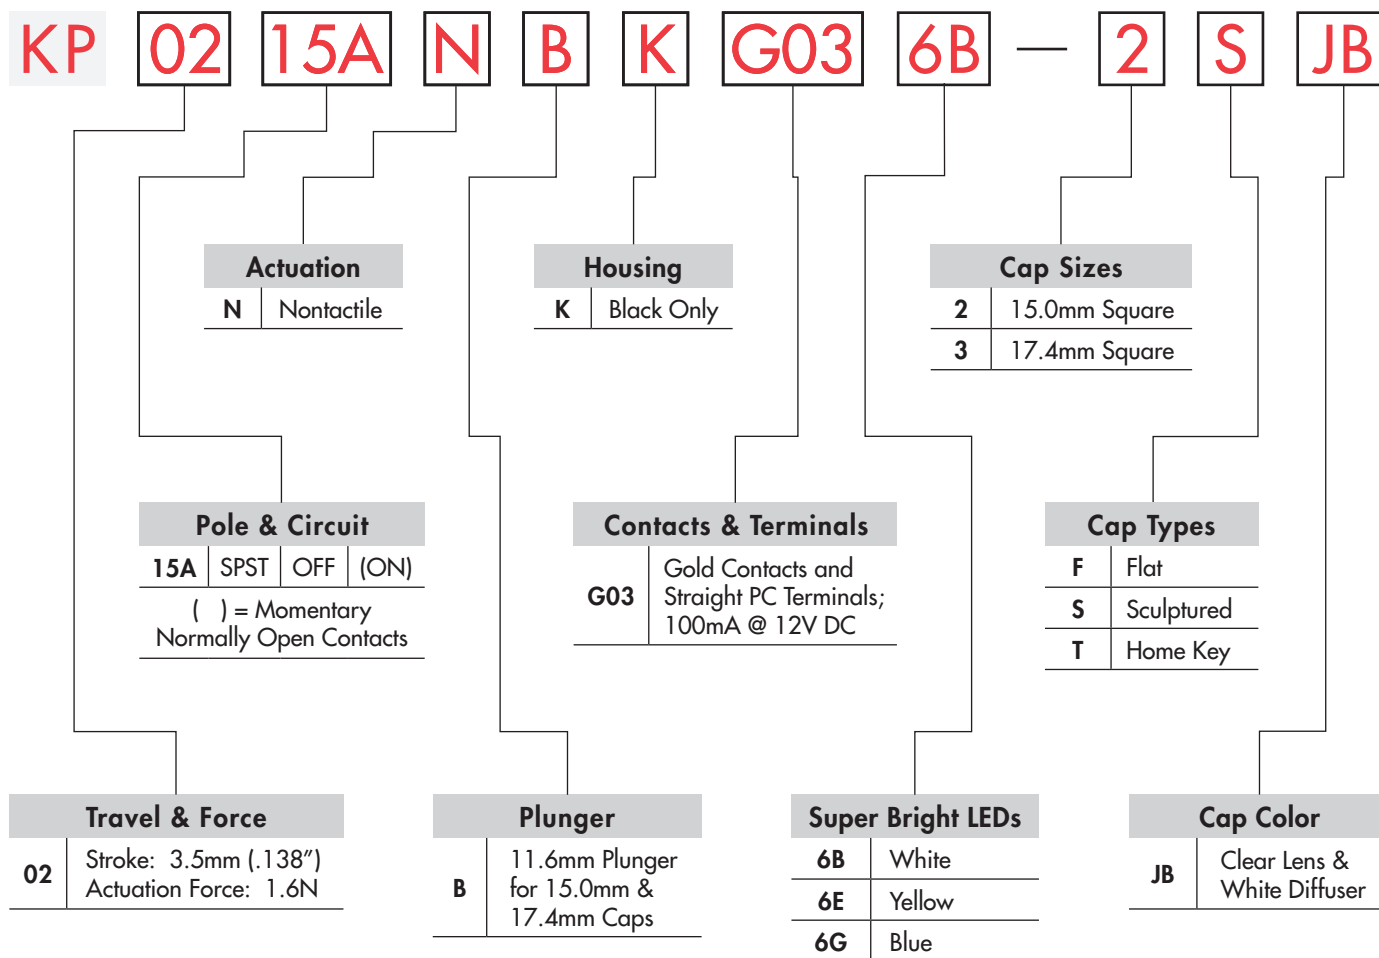 KP 02 15A N B K G03 6B — 2 S JB
Actuation
N Nontactile
Housing
K Black Only
Cap Sizes
2 15.0mm Square
3 17.4mm Square
Pole & Circuit
15A SPST OFF (ON)
( ) = Momentary
Normally Open Contacts
Contacts & Terminals
G03 Gold Contacts and
Straight PC Terminals;
100mA @ 12V DC
Cap Types
F Flat
S Sculptured
T Home Key
Travel & Force
02 Stroke: 3.5mm (.138”)
Actuation Force: 1.6N
Plunger
B 11.6mm Plunger
for 15.0mm &
17.4mm Caps
Super Bright LEDs
6B White
6E Yellow
6G Blue
Cap Color
JB Clear Lens &
White Diffuser